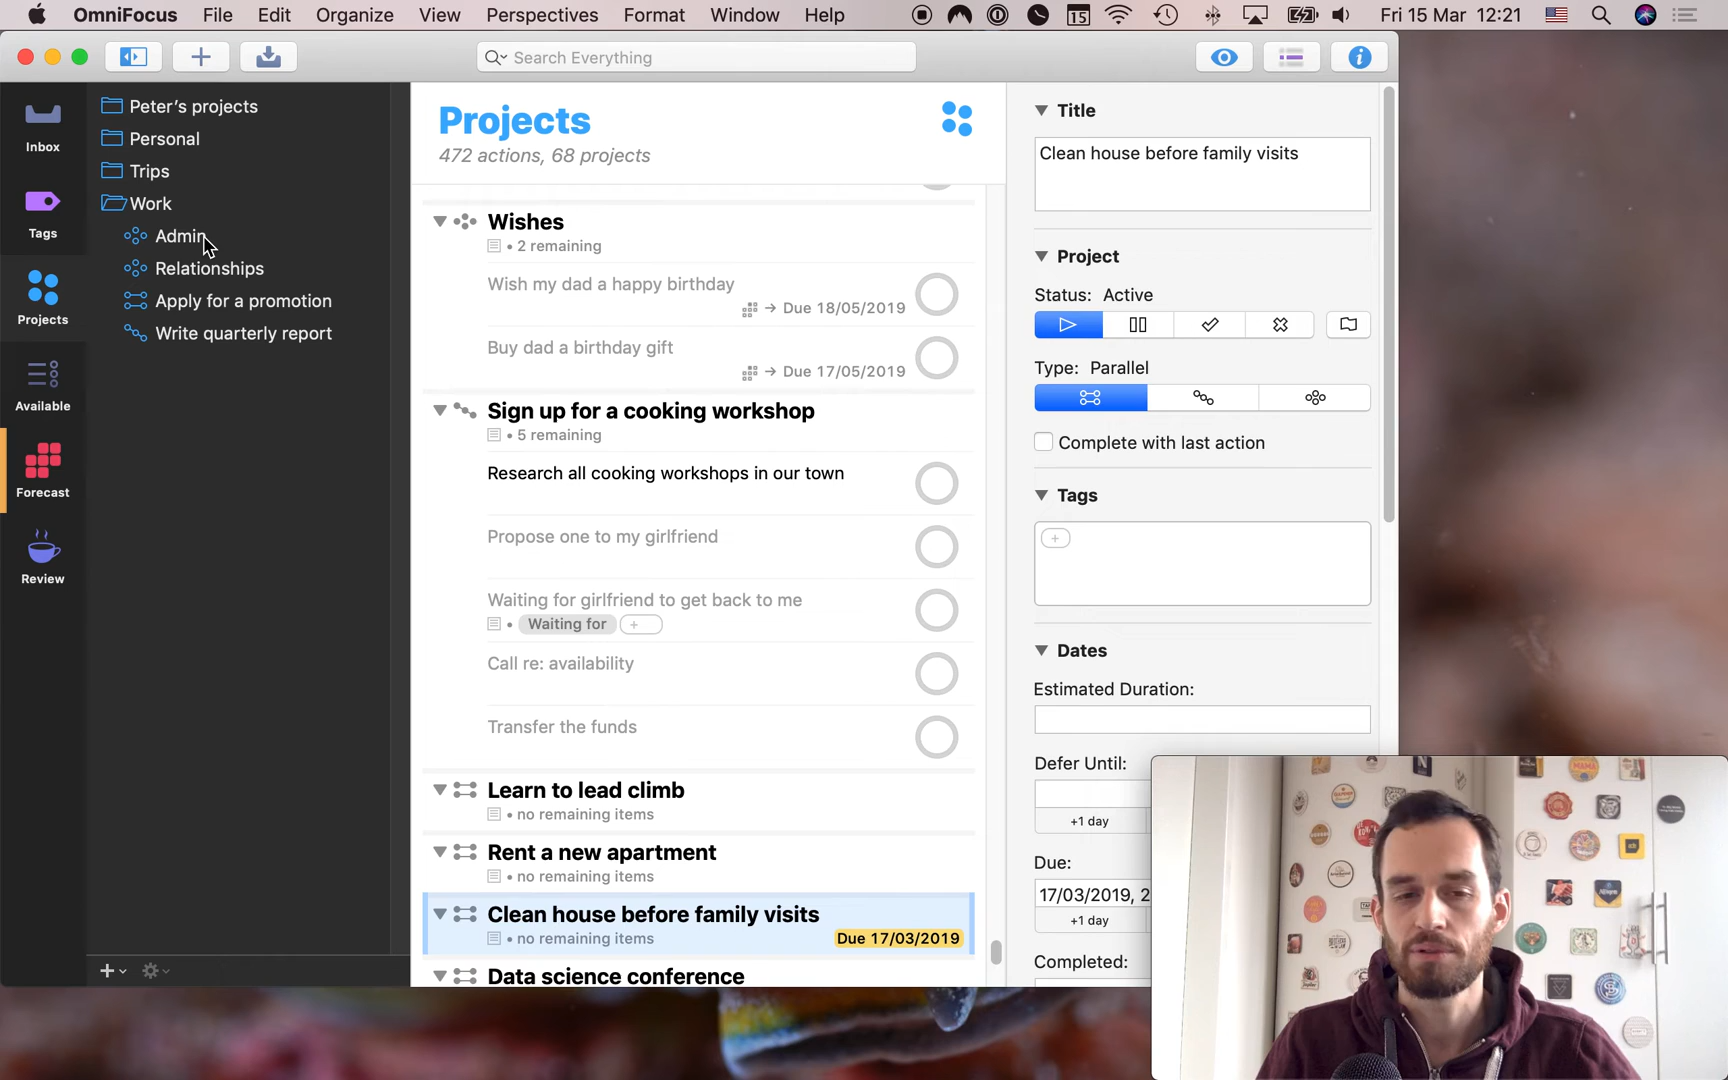 OmniFocus File Edit Organize View Perspectives Format Window Help 15 Fri 15 Mar 12:21
Search Everything
Inbox
Tags
Projects
Available
Forecast
Review
Peter's projects
Personal
Trips
Work
Admin
Relationships
Apply for a promotion
Write quarterly report
Projects
472 actions, 68 projects
Wishes
• 2 remaining
Wish my dad a happy birthday
→ Due 18/05/2019
Buy dad a birthday gift
→ Due 17/05/2019
Sign up for a cooking workshop
• 5 remaining
Research all cooking workshops in our town
Propose one to my girlfriend
Waiting for girlfriend to get back to me
• Waiting for +
Call re: availability
Transfer the funds
Learn to lead climb
• no remaining items
Rent a new apartment
• no remaining items
Clean house before family visits
• no remaining items Due 17/03/2019
Data science conference
Title
Clean house before family visits
Project
Status: Active
Type: Parallel
Complete with last action
Tags
+
Dates
Estimated Duration:
Defer Until:
+1 day
Due:
17/03/2019, 2
+1 day
Completed: